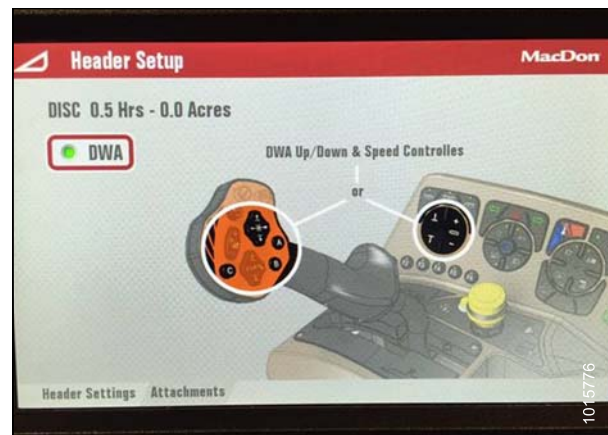 Header Setup
MacDon
DISC 0.5 Hrs - 0.0 Acres
DWA
DWA Up/Down & Speed Controlles
or
A
B
C
Header Settings
Attachments
1015776